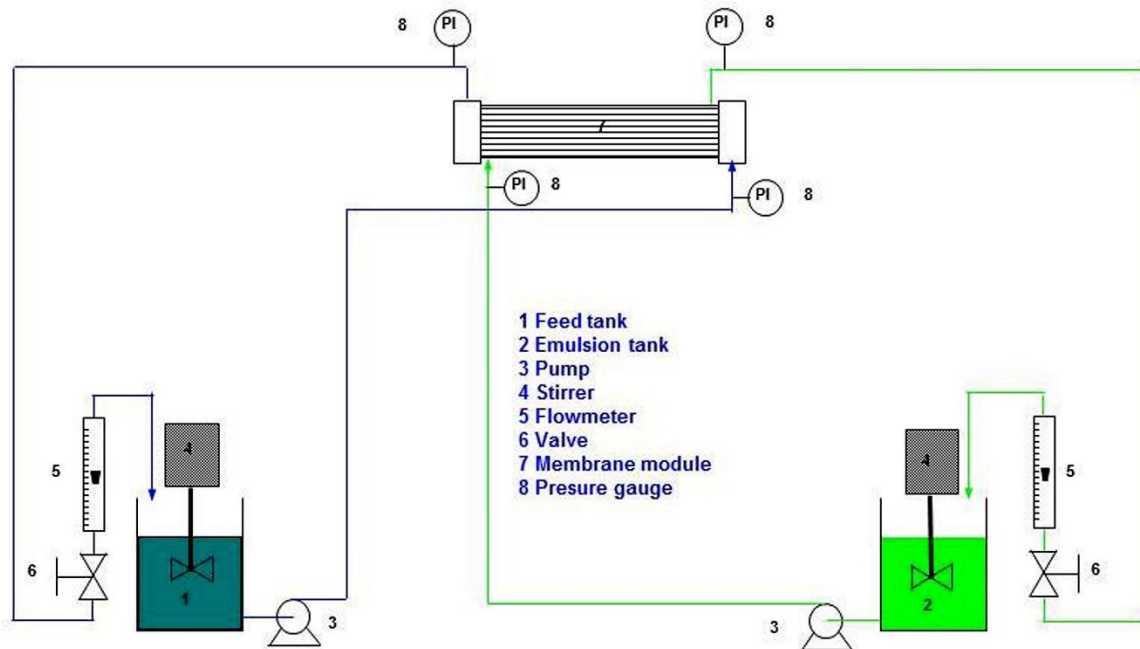 8 PI PI 8
7
PI 8 PI 8
1 Feed tank
2 Emulsion tank
3 Pump
4 Stirrer
5 Flowmeter
6 Valve
7 Membrane module
8 Presure gauge
4 4
5 5
6 6
1 2
3 3